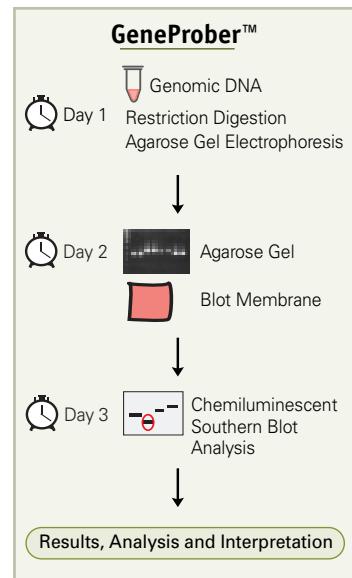 GeneProber™
Genomic DNA
Day 1
Restriction Digestion
Agarose Gel Electrophoresis
Day 2
Agarose Gel
Blot Membrane
Day 3
Chemiluminescent
Southern Blot
Analysis
Results, Analysis and Interpretation